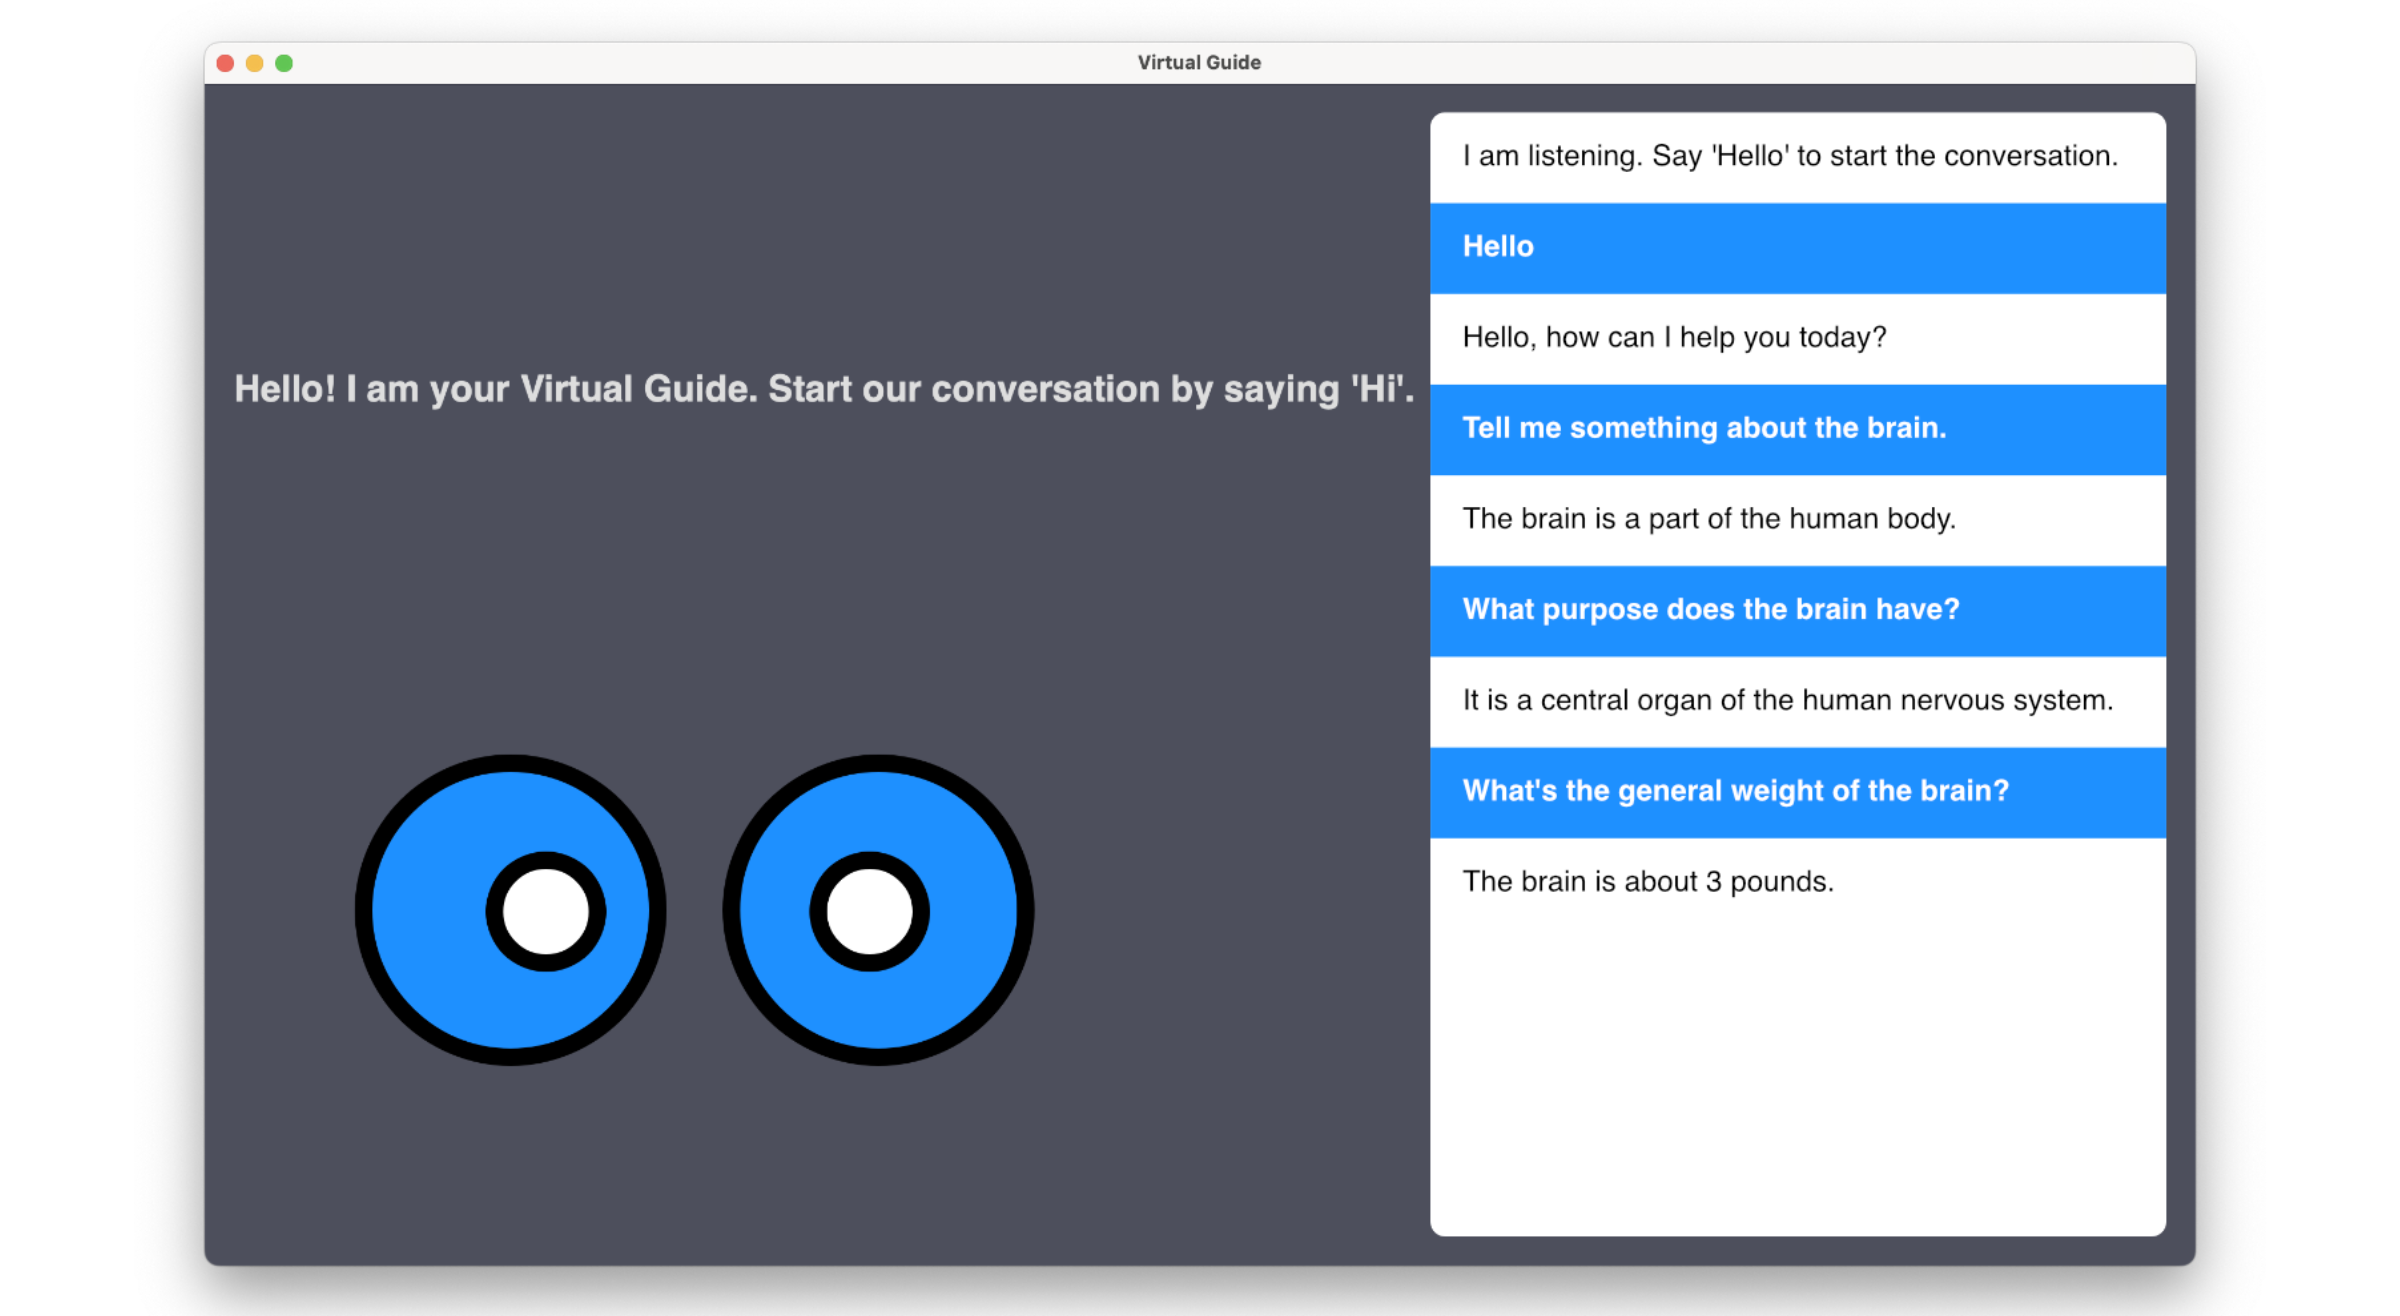 Virtual Guide
Hello! I am your Virtual Guide. Start our conversation by saying 'Hi'.
I am listening. Say 'Hello' to start the conversation.
Hello
Hello, how can I help you today?
Tell me something about the brain.
The brain is a part of the human body.
What purpose does the brain have?
It is a central organ of the human nervous system.
What's the general weight of the brain?
The brain is about 3 pounds.